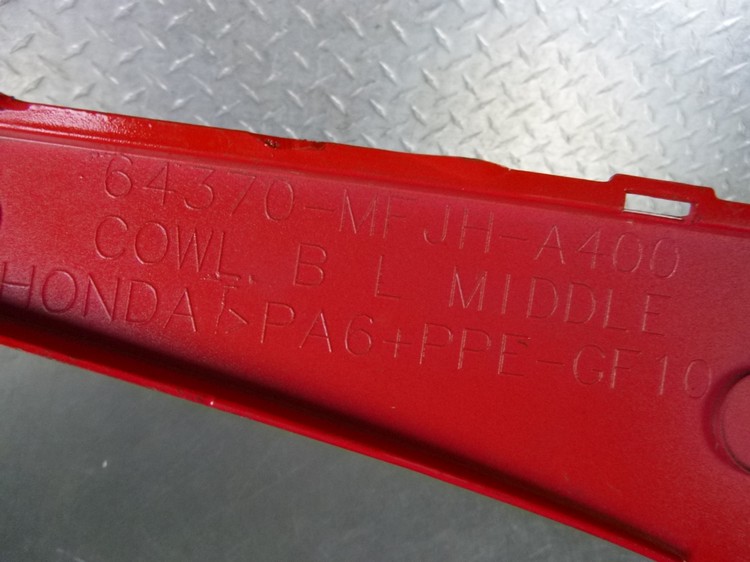 64370-MFJH-A400
COWL. B L MIDDLE
HONDA T >PA6+PPE-GF10